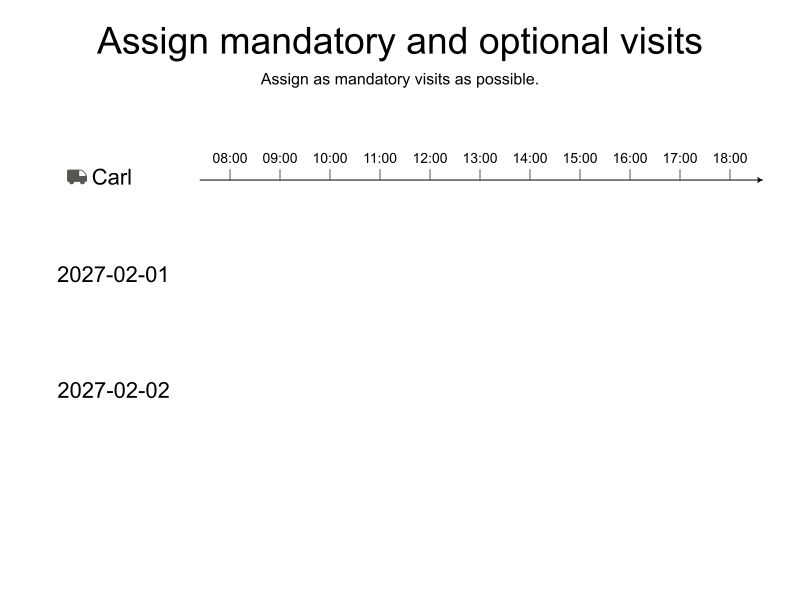 Assign mandatory and optional visits
Assign as mandatory visits as possible.
08:00 09:00 10:00 11:00 12:00 13:00 14:00 15:00 16:00 17:00 18:00
Carl
2027-02-01
2027-02-02